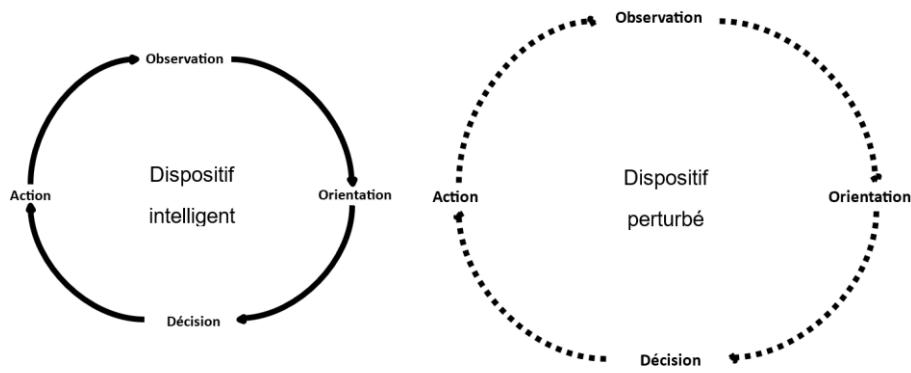 Observation
Action
Dispositif
intelligent
Orientation
Décision
Observation
Action
Dispositif
perturbé
Orientation
Décision